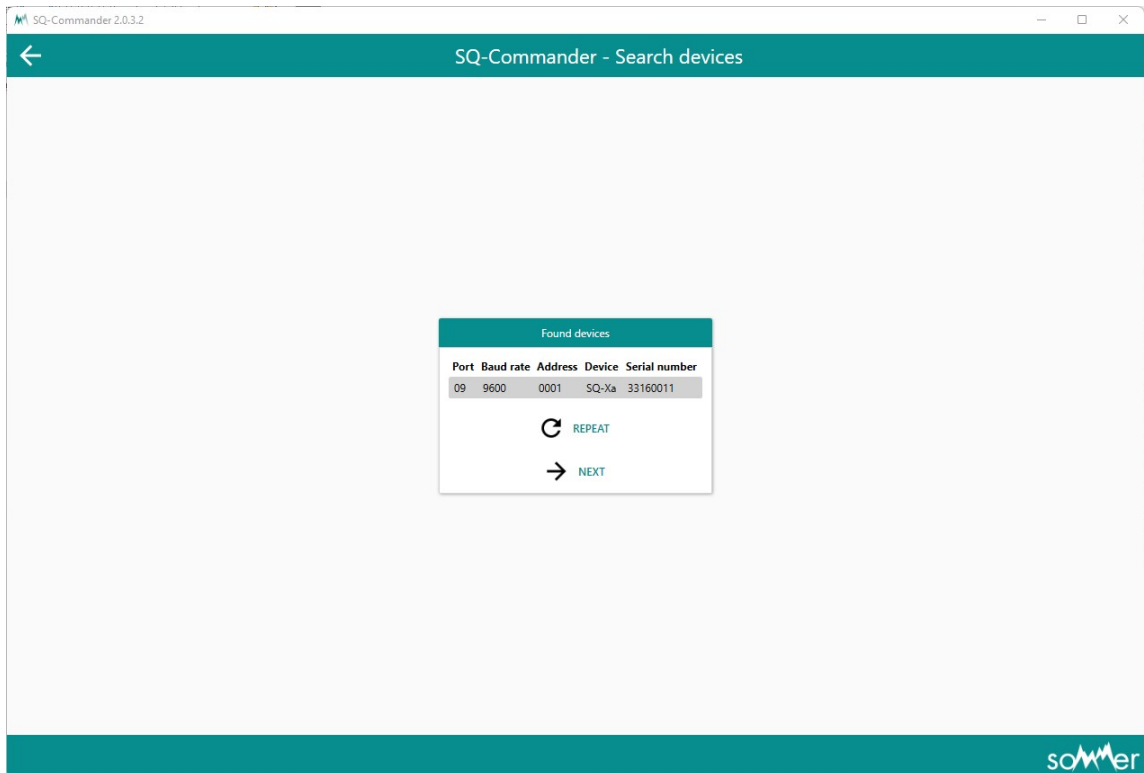 SQ-Commander 2.0.3.2
SQ-Commander - Search devices
Found devices
Port Baud rate Address Device Serial number
09 9600 0001 SQ-Xa 33160011
REPEAT
NEXT
sommer